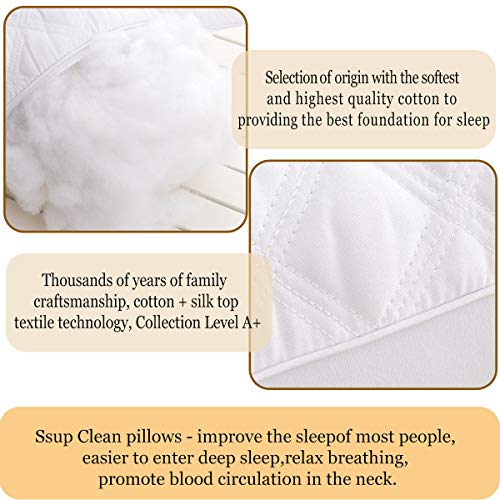 Selection of origin with the softest
and highest quality cotton to
providing the best foundation for sleep
Thousands of years of family
craftsmanship, cotton + silk top
textile technology, Collection Level A+
Ssup Clean pillows - improve the sleepof most people,
easier to enter deep sleep,relax breathing,
promote blood circulation in the neck.